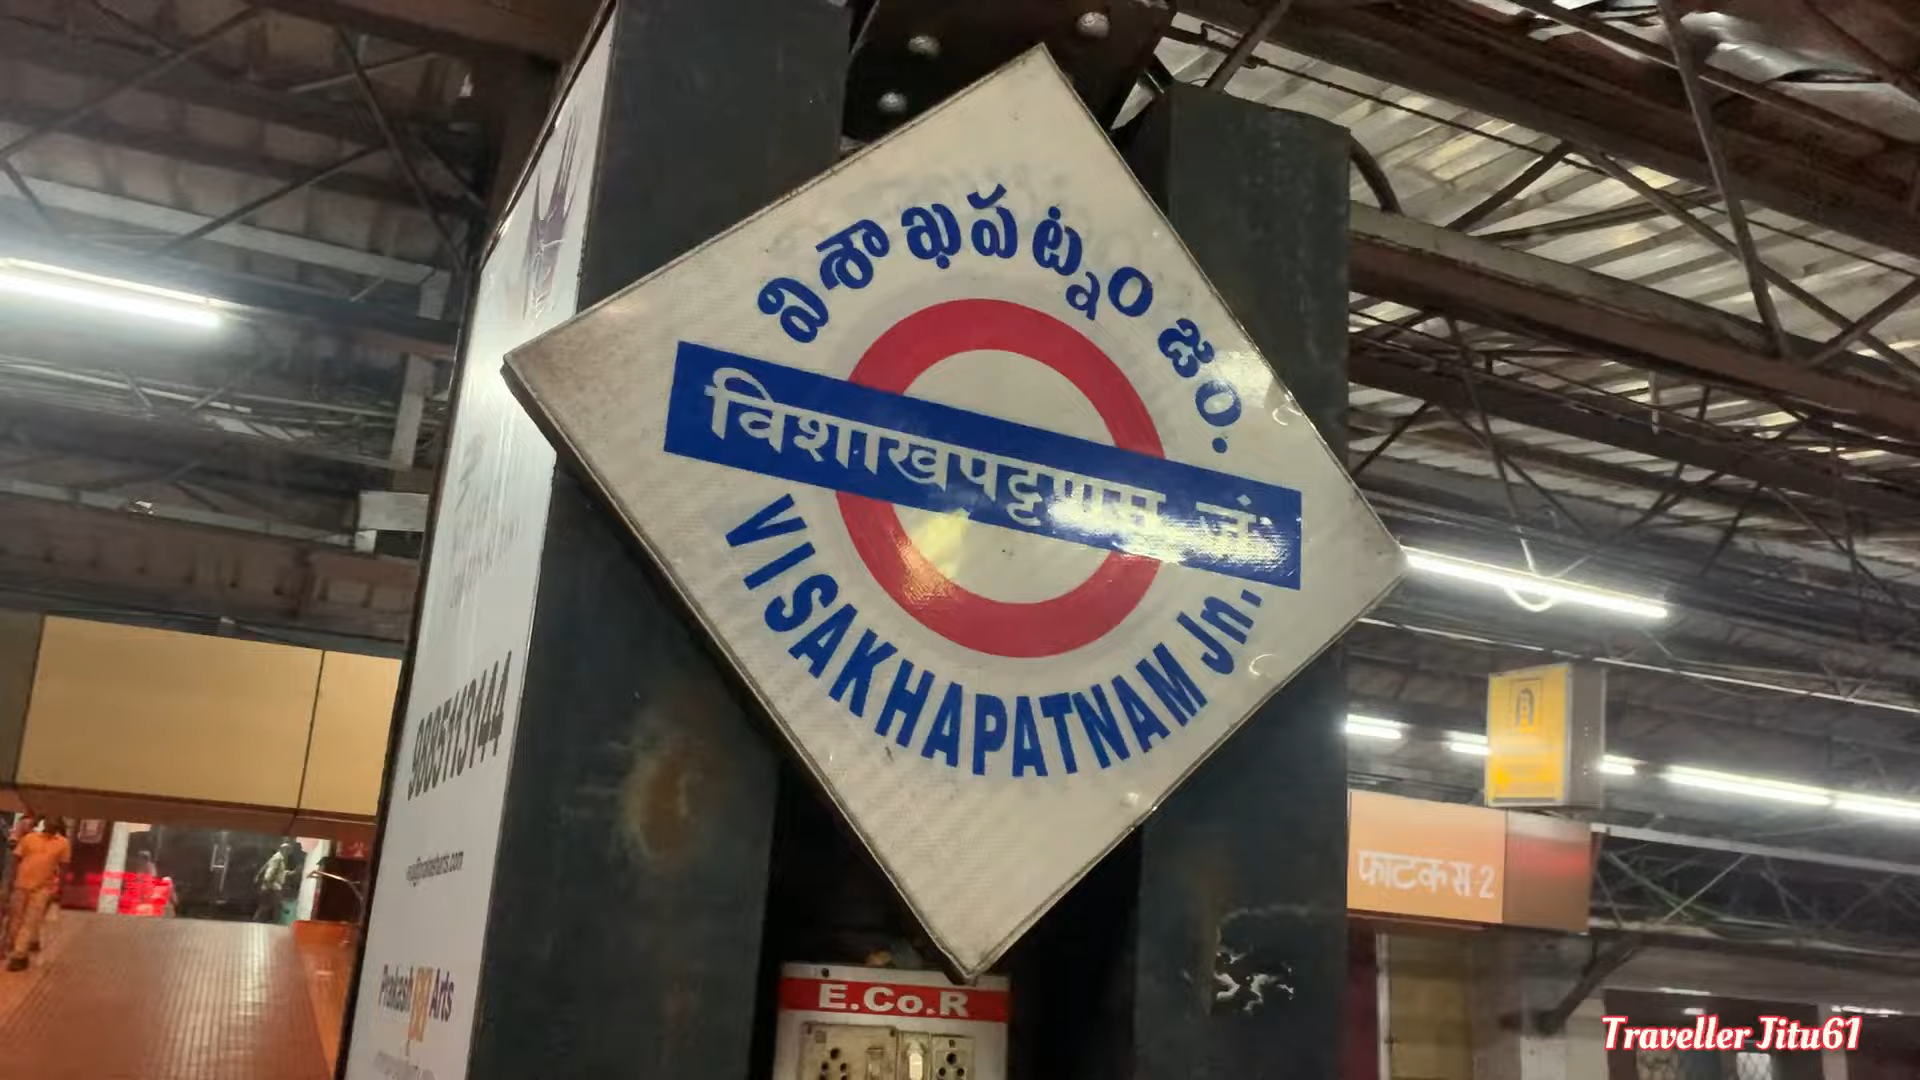 విశాఖపట్నం జం.
विशाखपट्टणम जं.
VISAKHAPATNAM Jn.
9885113144
Prakash Arts
E.Co.R
फाटक स-2
Traveller Jitu61